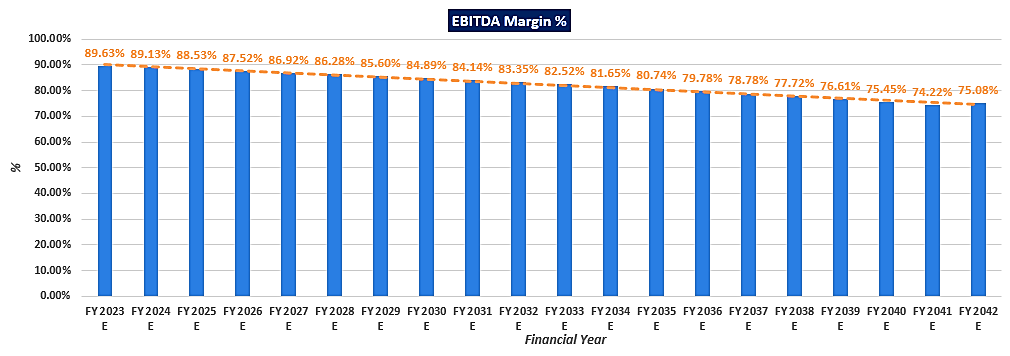 EBITDA Margin %
100.00%
90.00%
80.00%
70.00%
60.00%
50.00%
40.00%
30.00%
20.00%
10.00%
0.00%
%
89.63% 89.13% 88.53% 87.52% 86.92% 86.28% 85.60% 84.89% 84.14% 83.35% 82.52% 81.65% 80.74% 79.78% 78.78% 77.72% 76.61% 75.45% 74.22% 75.08%
FY 2023 FY 2024 FY 2025 FY 2026 FY 2027 FY 2028 FY 2029 FY 2030 FY 2031 FY 2032 FY 2033 FY 2034 FY 2035 FY 2036 FY 2037 FY 2038 FY 2039 FY 2040 FY 2041 FY 2042
E E E E E E E E E E E E E E E E E E E E
Financial Year